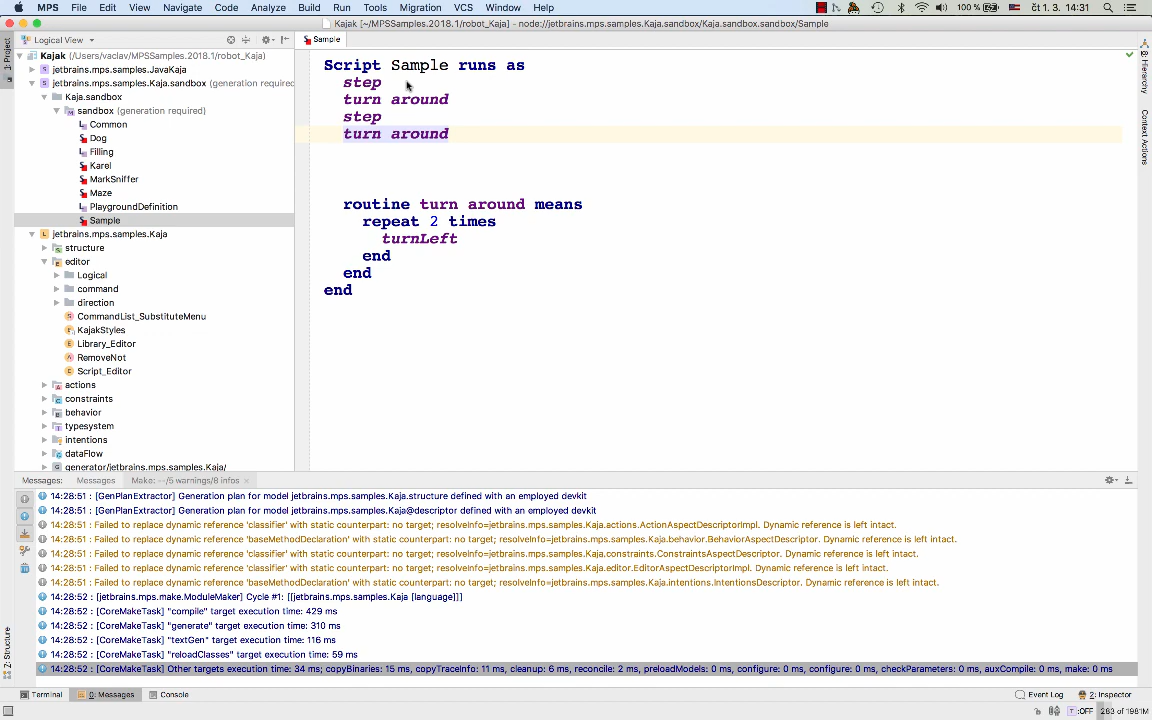 MPS File Edit View Navigate Code Analyze Build Run Tools Migration VCS Window Help 100 % čt 1. 3. 14:31
Kajak [~/MPSSamples.2018.1/robot_Kaja] - node://jetbrains.mps.samples.Kaja.sandbox/Kaja.sandbox.sandbox/Sample
1: Project
Logical View
Sample
Kajak (/Users/vaclav/MPSSamples.2018.1/robot_Kaja)
jetbrains.mps.samples.JavaKaja
jetbrains.mps.samples.Kaja.sandbox (generation required
Kaja.sandbox
sandbox (generation required)
Common
Dog
Filling
Karel
MarkSniffer
Maze
PlaygroundDefinition
Sample
jetbrains.mps.samples.Kaja
structure
editor
Logical
command
direction
CommandList_SubstituteMenu
KajakStyles
Library_Editor
RemoveNot
Script_Editor
actions
constraints
behavior
typesystem
intentions
dataFlow
generator/jetbrains.mps.samples.Kaja/
Script Sample runs as
step
turn around
step
turn around
routine turn around means
repeat 2 times
turnLeft
end
end
end
8: Hierarchy
Context Actions
Messages: Messages Make: --/5 warnings/8 infos ×
14:28:51 : [GenPlanExtractor] Generation plan for model jetbrains.mps.samples.Kaja.structure defined with an employed devkit
14:28:51 : [GenPlanExtractor] Generation plan for model jetbrains.mps.samples.Kaja@descriptor defined with an employed devkit
14:28:51 : Failed to replace dynamic reference 'classifier' with static counterpart: no target; resolveInfo=jetbrains.mps.samples.Kaja.actions.ActionAspectDescriptorImpl. Dynamic reference is left intact.
14:28:51 : Failed to replace dynamic reference 'baseMethodDeclaration' with static counterpart: no target; resolveInfo=jetbrains.mps.samples.Kaja.behavior.BehaviorAspectDescriptor. Dynamic reference is left intact.
14:28:51 : Failed to replace dynamic reference 'classifier' with static counterpart: no target; resolveInfo=jetbrains.mps.samples.Kaja.constraints.ConstraintsAspectDescriptor. Dynamic reference is left intact.
14:28:51 : Failed to replace dynamic reference 'classifier' with static counterpart: no target; resolveInfo=jetbrains.mps.samples.Kaja.editor.EditorAspectDescriptorImpl. Dynamic reference is left intact.
14:28:51 : Failed to replace dynamic reference 'baseMethodDeclaration' with static counterpart: no target; resolveInfo=jetbrains.mps.samples.Kaja.intentions.IntentionsDescriptor. Dynamic reference is left intact.
14:28:52 : [jetbrains.mps.make.ModuleMaker] Cycle #1: [[jetbrains.mps.samples.Kaja [language]]]
14:28:52 : [CoreMakeTask] "compile" target execution time: 429 ms
14:28:52 : [CoreMakeTask] "generate" target execution time: 310 ms
14:28:52 : [CoreMakeTask] "textGen" target execution time: 116 ms
14:28:52 : [CoreMakeTask] "reloadClasses" target execution time: 59 ms
14:28:52 : [CoreMakeTask] Other targets execution time: 34 ms; copyBinaries: 15 ms, copyTraceInfo: 11 ms, cleanup: 6 ms, reconcile: 2 ms, preloadModels: 0 ms, configure: 0 ms, configure: 0 ms, checkParameters: 0 ms, auxCompile: 0 ms, make: 0 ms
Z: Structure
Terminal 0: Messages Console Event Log 2: Inspector
T:OFF 283 of 1981M